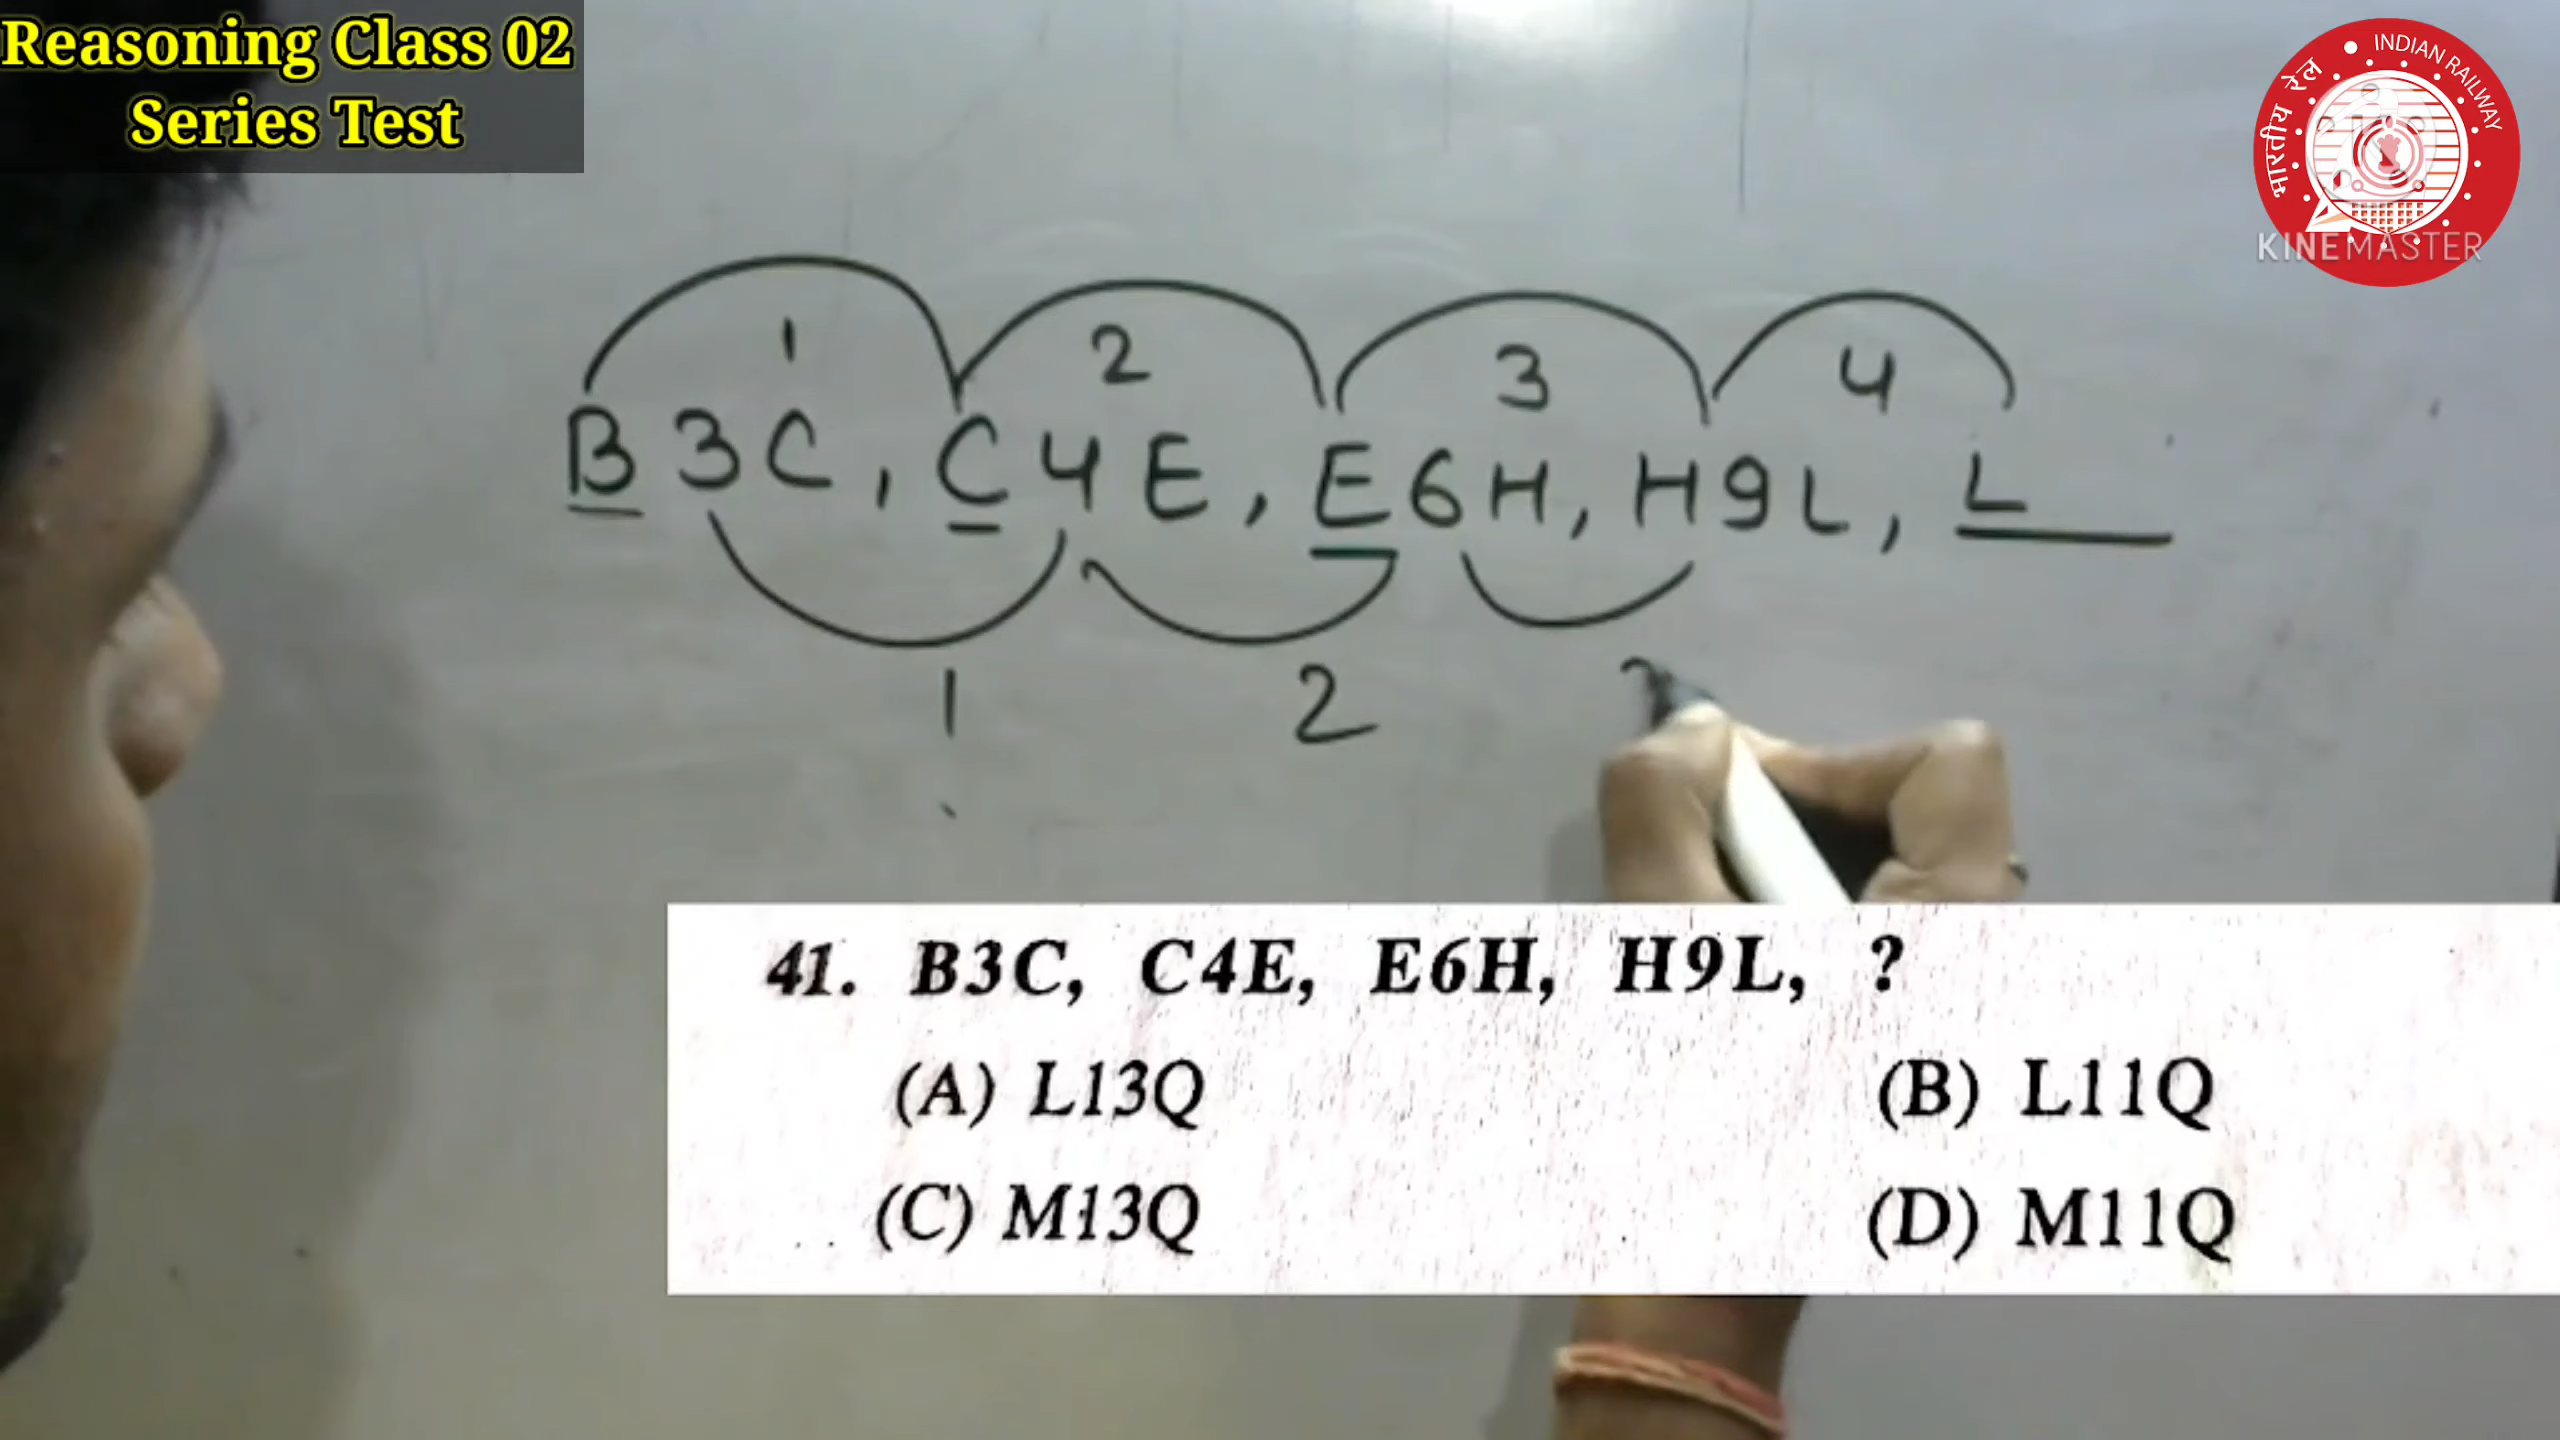 Reasoning Class 02
Series Test
भारतीय रेल INDIAN RAILWAY
KINEMASTER
1 2 3 4
B3C, C4E, E6H, H9L, L
1 2
41. B3C, C4E, E6H, H9L, ?
(A) L13Q (B) L11Q
(C) M13Q (D) M11Q